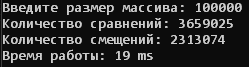 Введите размер массива: 100000
Количество сравнений: 3659025
Количество смещений: 2313074
Время работы: 19 ms